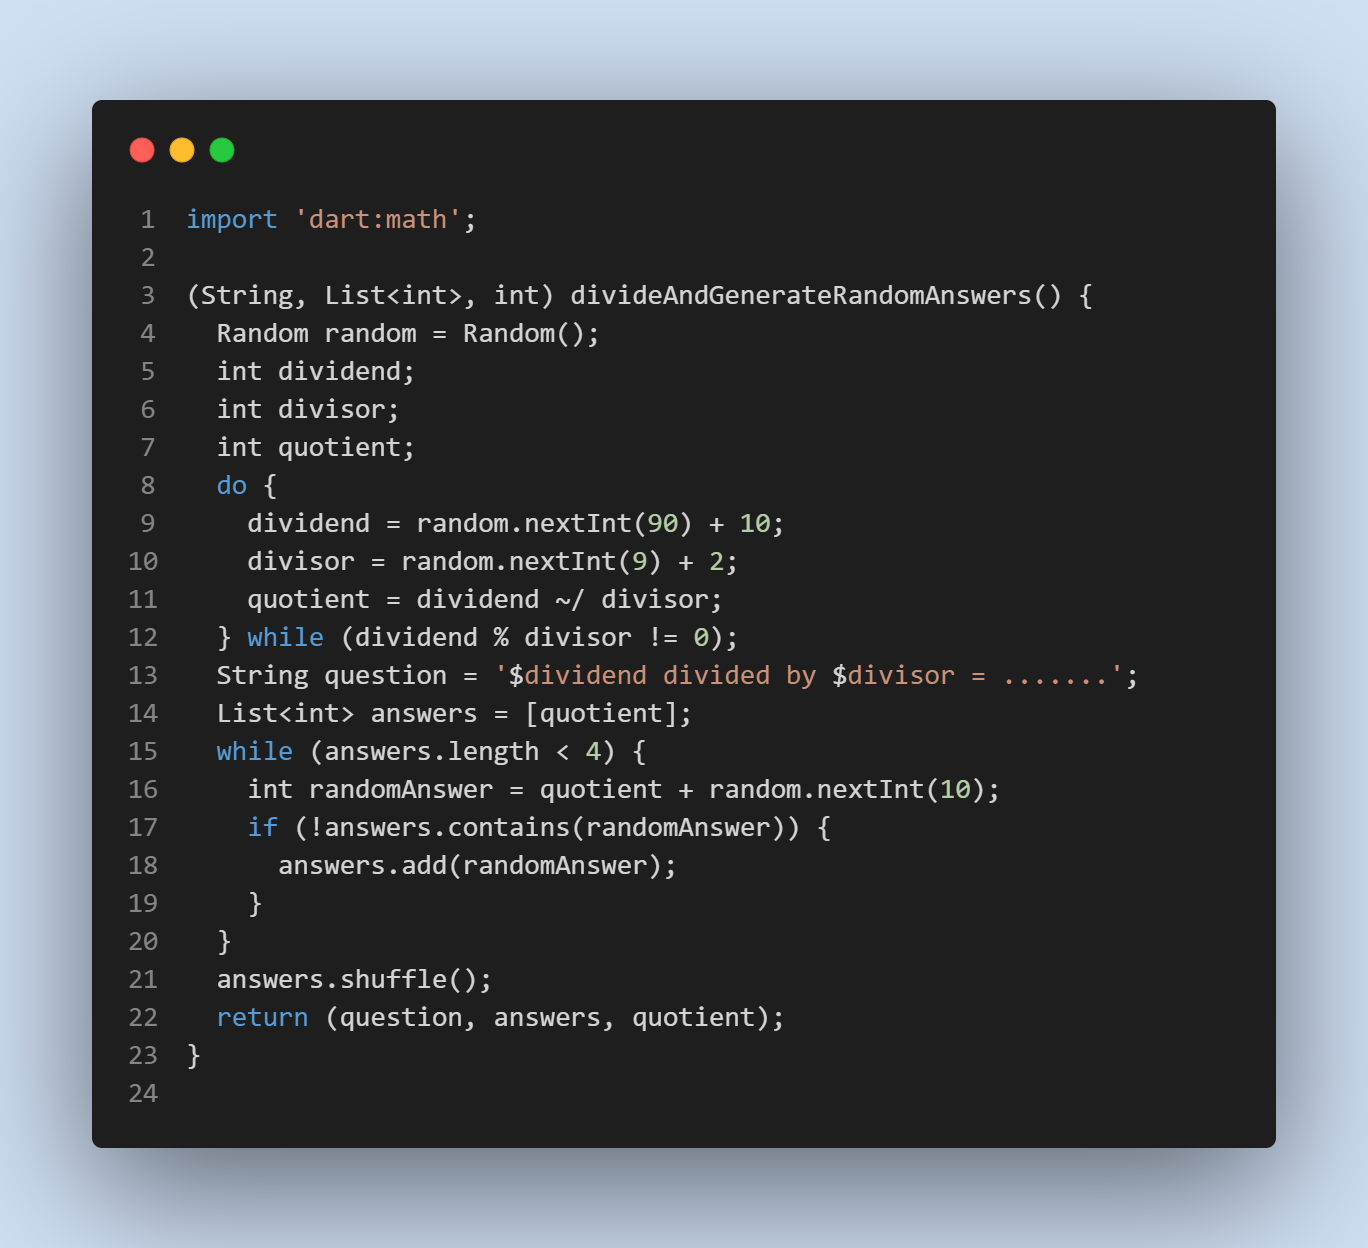 1 import 'dart:math';
2
3 (String, List<int>, int) divideAndGenerateRandomAnswers() {
4   Random random = Random();
5   int dividend;
6   int divisor;
7   int quotient;
8   do {
9     dividend = random.nextInt(90) + 10;
10     divisor = random.nextInt(9) + 2;
11     quotient = dividend ~/ divisor;
12   } while (dividend % divisor != 0);
13   String question = '$dividend divided by $divisor = .......';
14   List<int> answers = [quotient];
15   while (answers.length < 4) {
16     int randomAnswer = quotient + random.nextInt(10);
17     if (!answers.contains(randomAnswer)) {
18       answers.add(randomAnswer);
19     }
20   }
21   answers.shuffle();
22   return (question, answers, quotient);
23 }
24